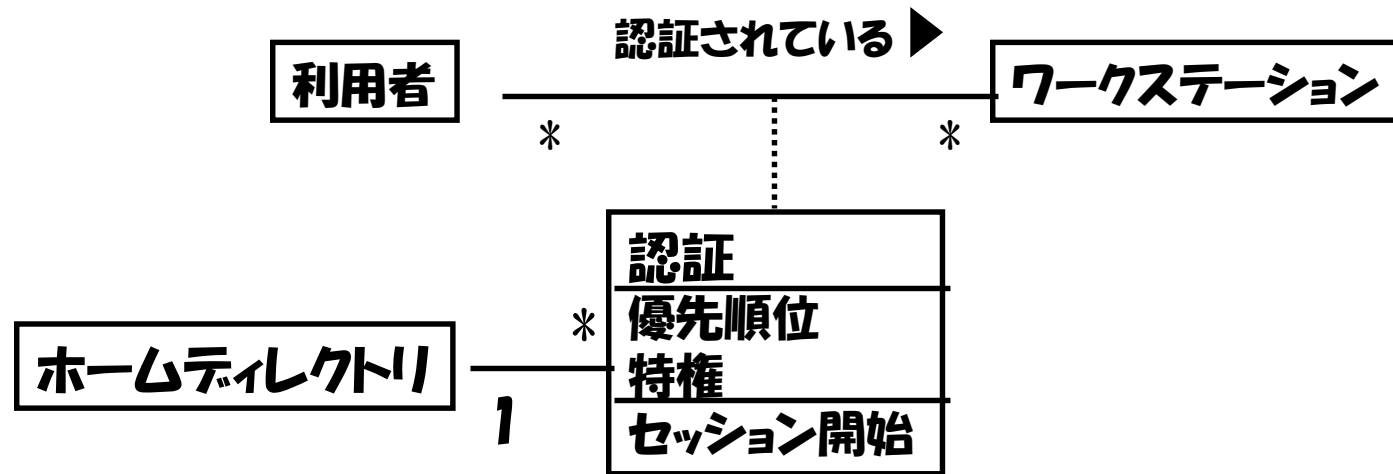 認証されている ▶
利用者
ワークステーション
* *
認証
優先順位
*
特権
ホームディレクトリ
1
セッション開始